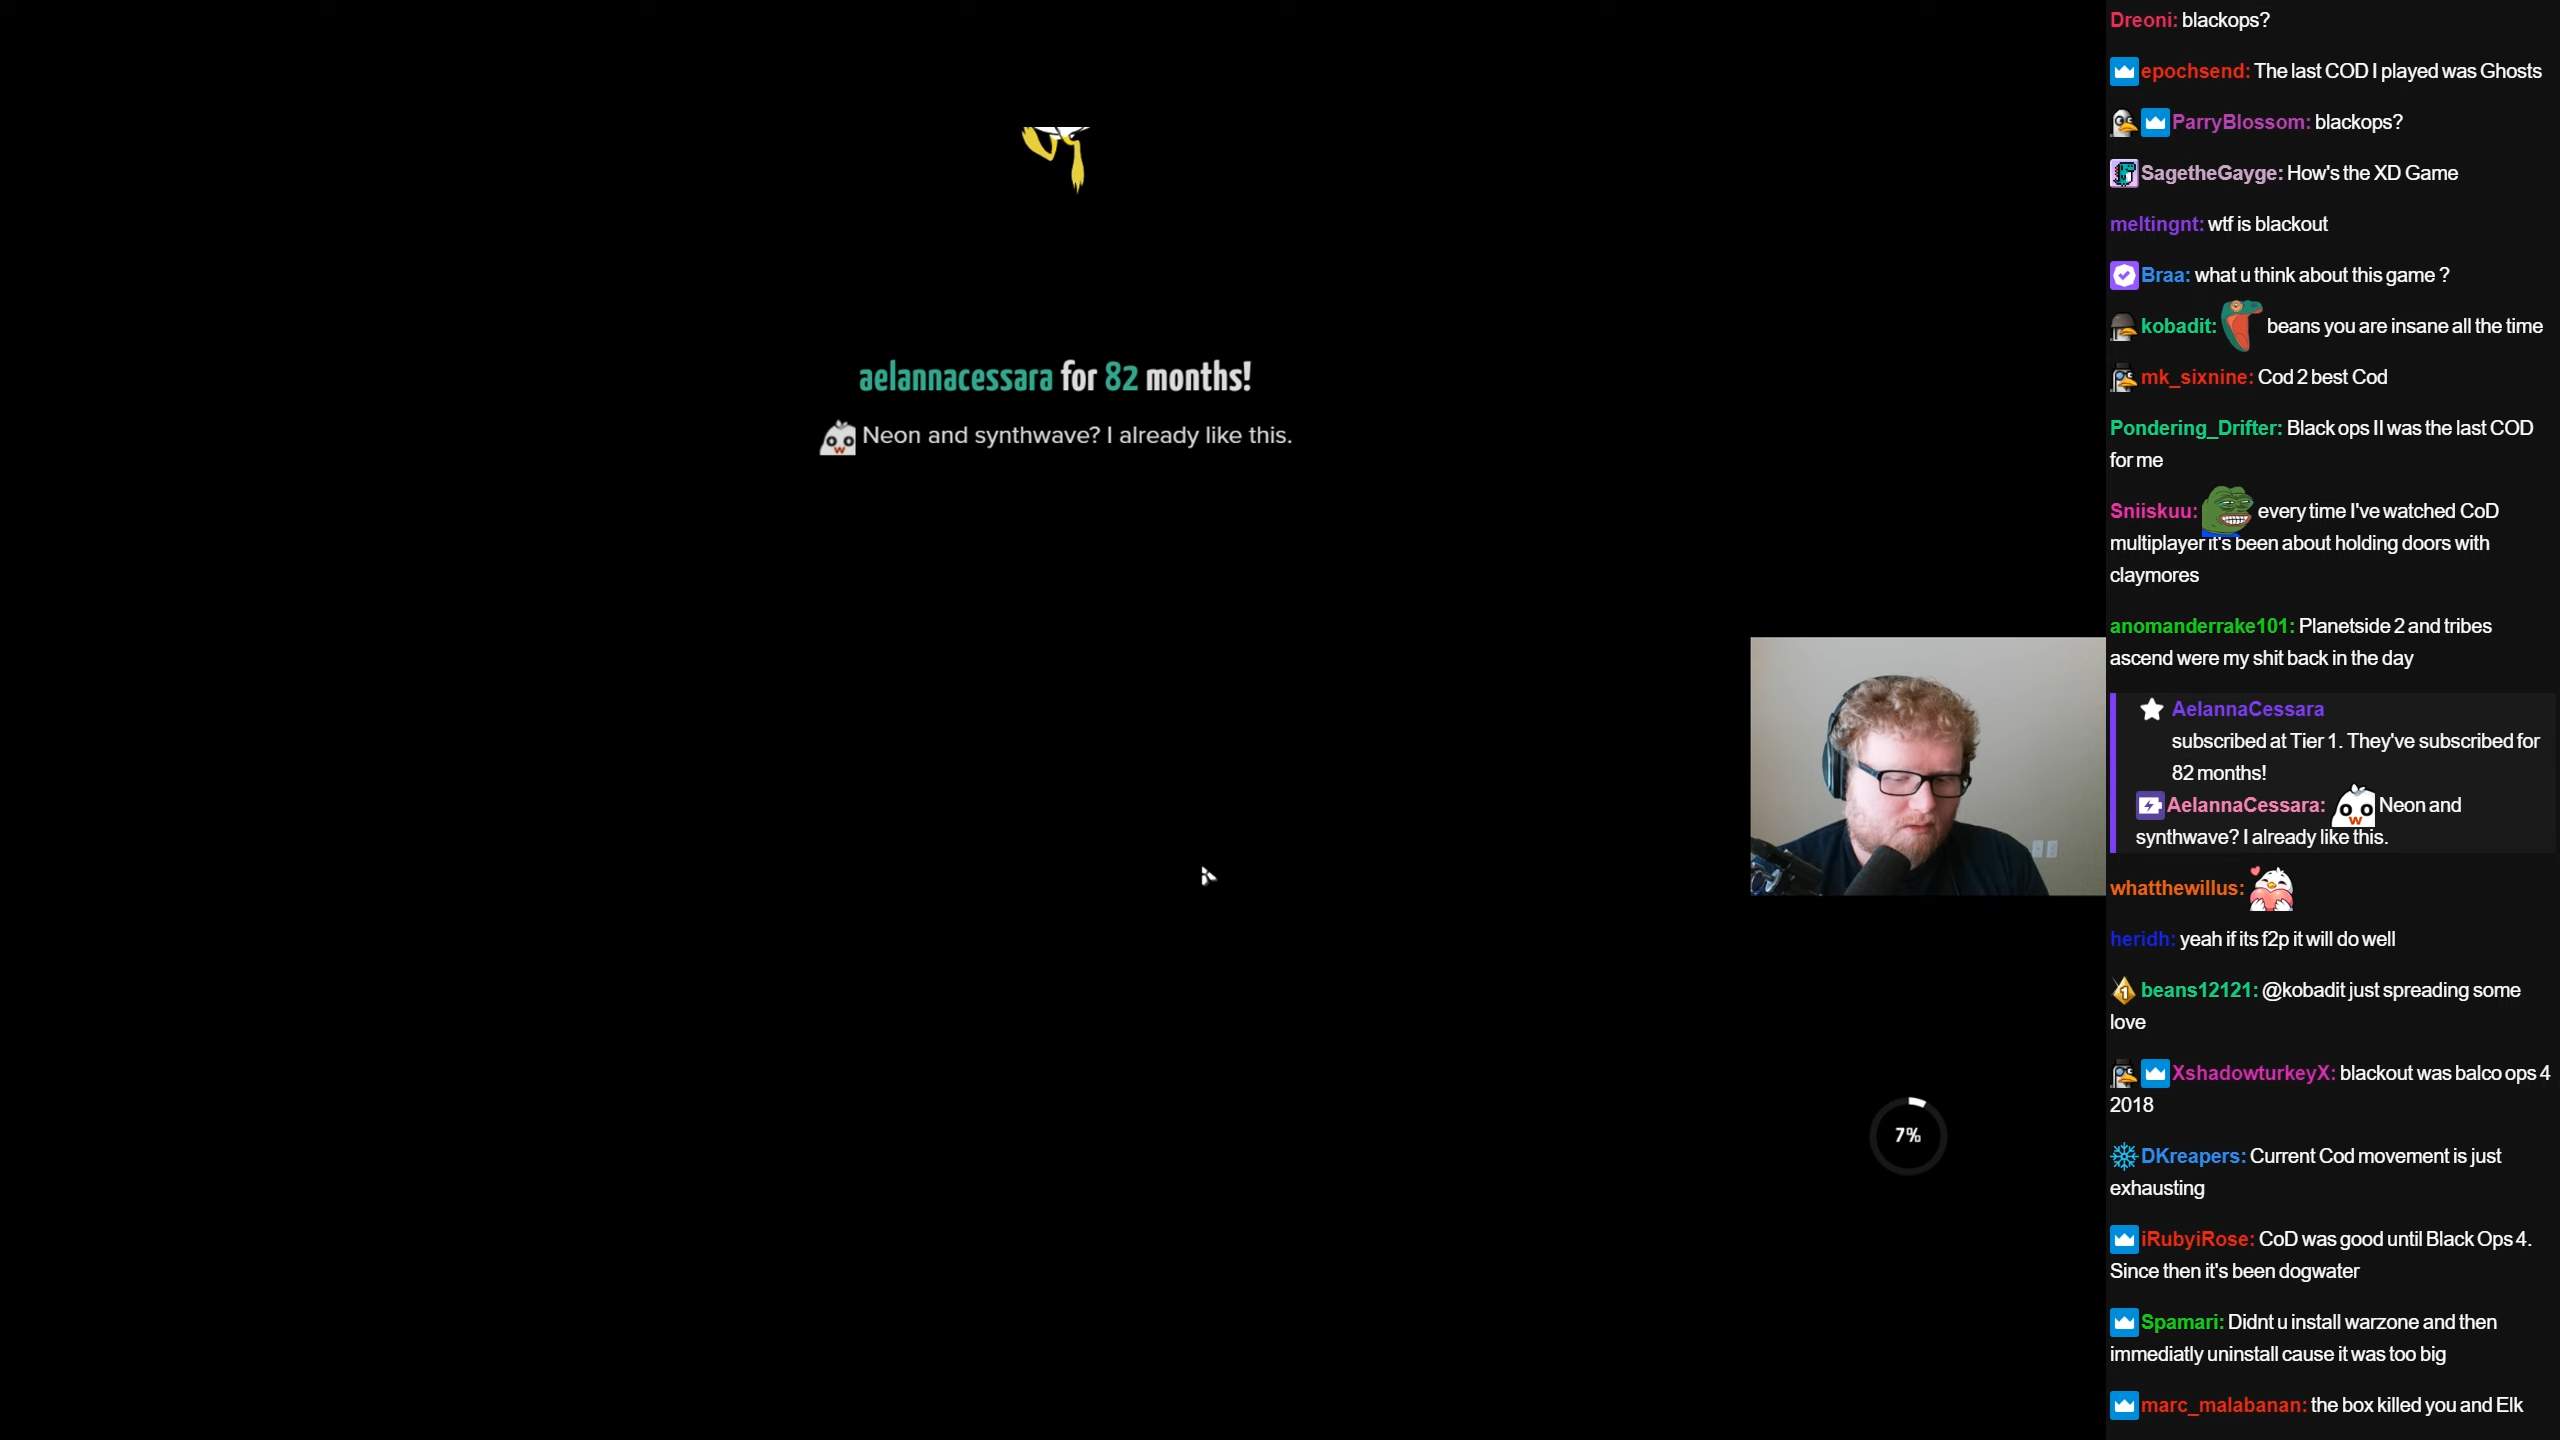 aelannacessara for 82 months!
Neon and synthwave? I already like this.
7%
Dreoni: blackops?
epochsend: The last COD I played was Ghosts
ParryBlossom: blackops?
SagetheGayge: How's the XD Game
meltingnt: wtf is blackout
Braa: what u think about this game ?
kobadit: beans you are insane all the time
mk_sixnine: Cod 2 best Cod
Pondering_Drifter: Black ops II was the last COD
for me
Sniiskuu: every time I've watched CoD
multiplayer it's been about holding doors with
claymores
anomanderrake101: Planetside 2 and tribes
ascend were my shit back in the day
AelannaCessara
subscribed at Tier 1. They've subscribed for
82 months!
AelannaCessara: Neon and
synthwave? I already like this.
whatthewillus:
heridh: yeah if its f2p it will do well
beans12121: @kobadit just spreading some
love
XshadowturkeyX: blackout was balco ops 4
2018
DKreapers: Current Cod movement is just
exhausting
iRubyiRose: CoD was good until Black Ops 4.
Since then it's been dogwater
Spamari: Didnt u install warzone and then
immediatly uninstall cause it was too big
marc_malabanan: the box killed you and Elk